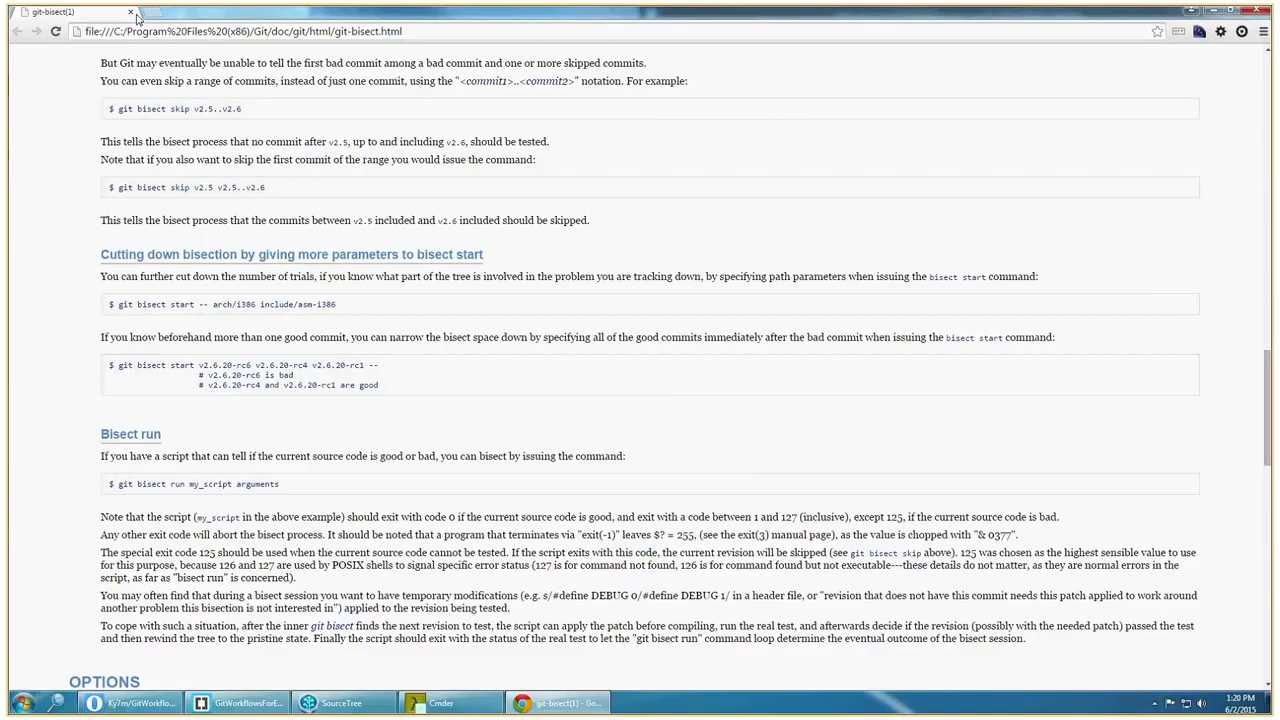 git-bisect(1)
file:///C:/Program%20Files%20(x86)/Git/doc/git/html/git-bisect.html
But Git may eventually be unable to tell the first bad commit among a bad commit and one or more skipped commits.
You can even skip a range of commits, instead of just one commit, using the "<commit1>..<commit2>" notation. For example:
$ git bisect skip v2.5..v2.6
This tells the bisect process that no commit after v2.5, up to and including v2.6, should be tested.
Note that if you also want to skip the first commit of the range you would issue the command:
$ git bisect skip v2.5 v2.5..v2.6
This tells the bisect process that the commits between v2.5 included and v2.6 included should be skipped.
Cutting down bisection by giving more parameters to bisect start
You can further cut down the number of trials, if you know what part of the tree is involved in the problem you are tracking down, by specifying path parameters when issuing the bisect start command:
$ git bisect start -- arch/i386 include/asm-i386
If you know beforehand more than one good commit, you can narrow the bisect space down by specifying all of the good commits immediately after the bad commit when issuing the bisect start command:
$ git bisect start v2.6.20-rc6 v2.6.20-rc4 v2.6.20-rc1 --
# v2.6.20-rc6 is bad
# v2.6.20-rc4 and v2.6.20-rc1 are good
Bisect run
If you have a script that can tell if the current source code is good or bad, you can bisect by issuing the command:
$ git bisect run my_script arguments
Note that the script (my_script in the above example) should exit with code 0 if the current source code is good, and exit with a code between 1 and 127 (inclusive), except 125, if the current source code is bad.
Any other exit code will abort the bisect process. It should be noted that a program that terminates via "exit(-1)" leaves $? = 255, (see the exit(3) manual page), as the value is chopped with "& 0377".
The special exit code 125 should be used when the current source code cannot be tested. If the script exits with this code, the current revision will be skipped (see git bisect skip above). 125 was chosen as the highest sensible value to use
for this purpose, because 126 and 127 are used by POSIX shells to signal specific error status (127 is for command not found, 126 is for command found but not executable---these details do not matter, as they are normal errors in the
script, as far as "bisect run" is concerned).
You may often find that during a bisect session you want to have temporary modifications (e.g. s/#define DEBUG 0/#define DEBUG 1/ in a header file, or "revision that does not have this commit needs this patch applied to work around
another problem this bisection is not interested in") applied to the revision being tested.
To cope with such a situation, after the inner git bisect finds the next revision to test, the script can apply the patch before compiling, run the real test, and afterwards decide if the revision (possibly with the needed patch) passed the test
and then rewind the tree to the pristine state. Finally the script should exit with the status of the real test to let the "git bisect run" command loop determine the eventual outcome of the bisect session.
OPTIONS
Ky7m/GitWorkflow...
GitWorkflowsForE...
SourceTree
Cmder
git-bisect(1) - Go...
1:20 PM
6/2/2015